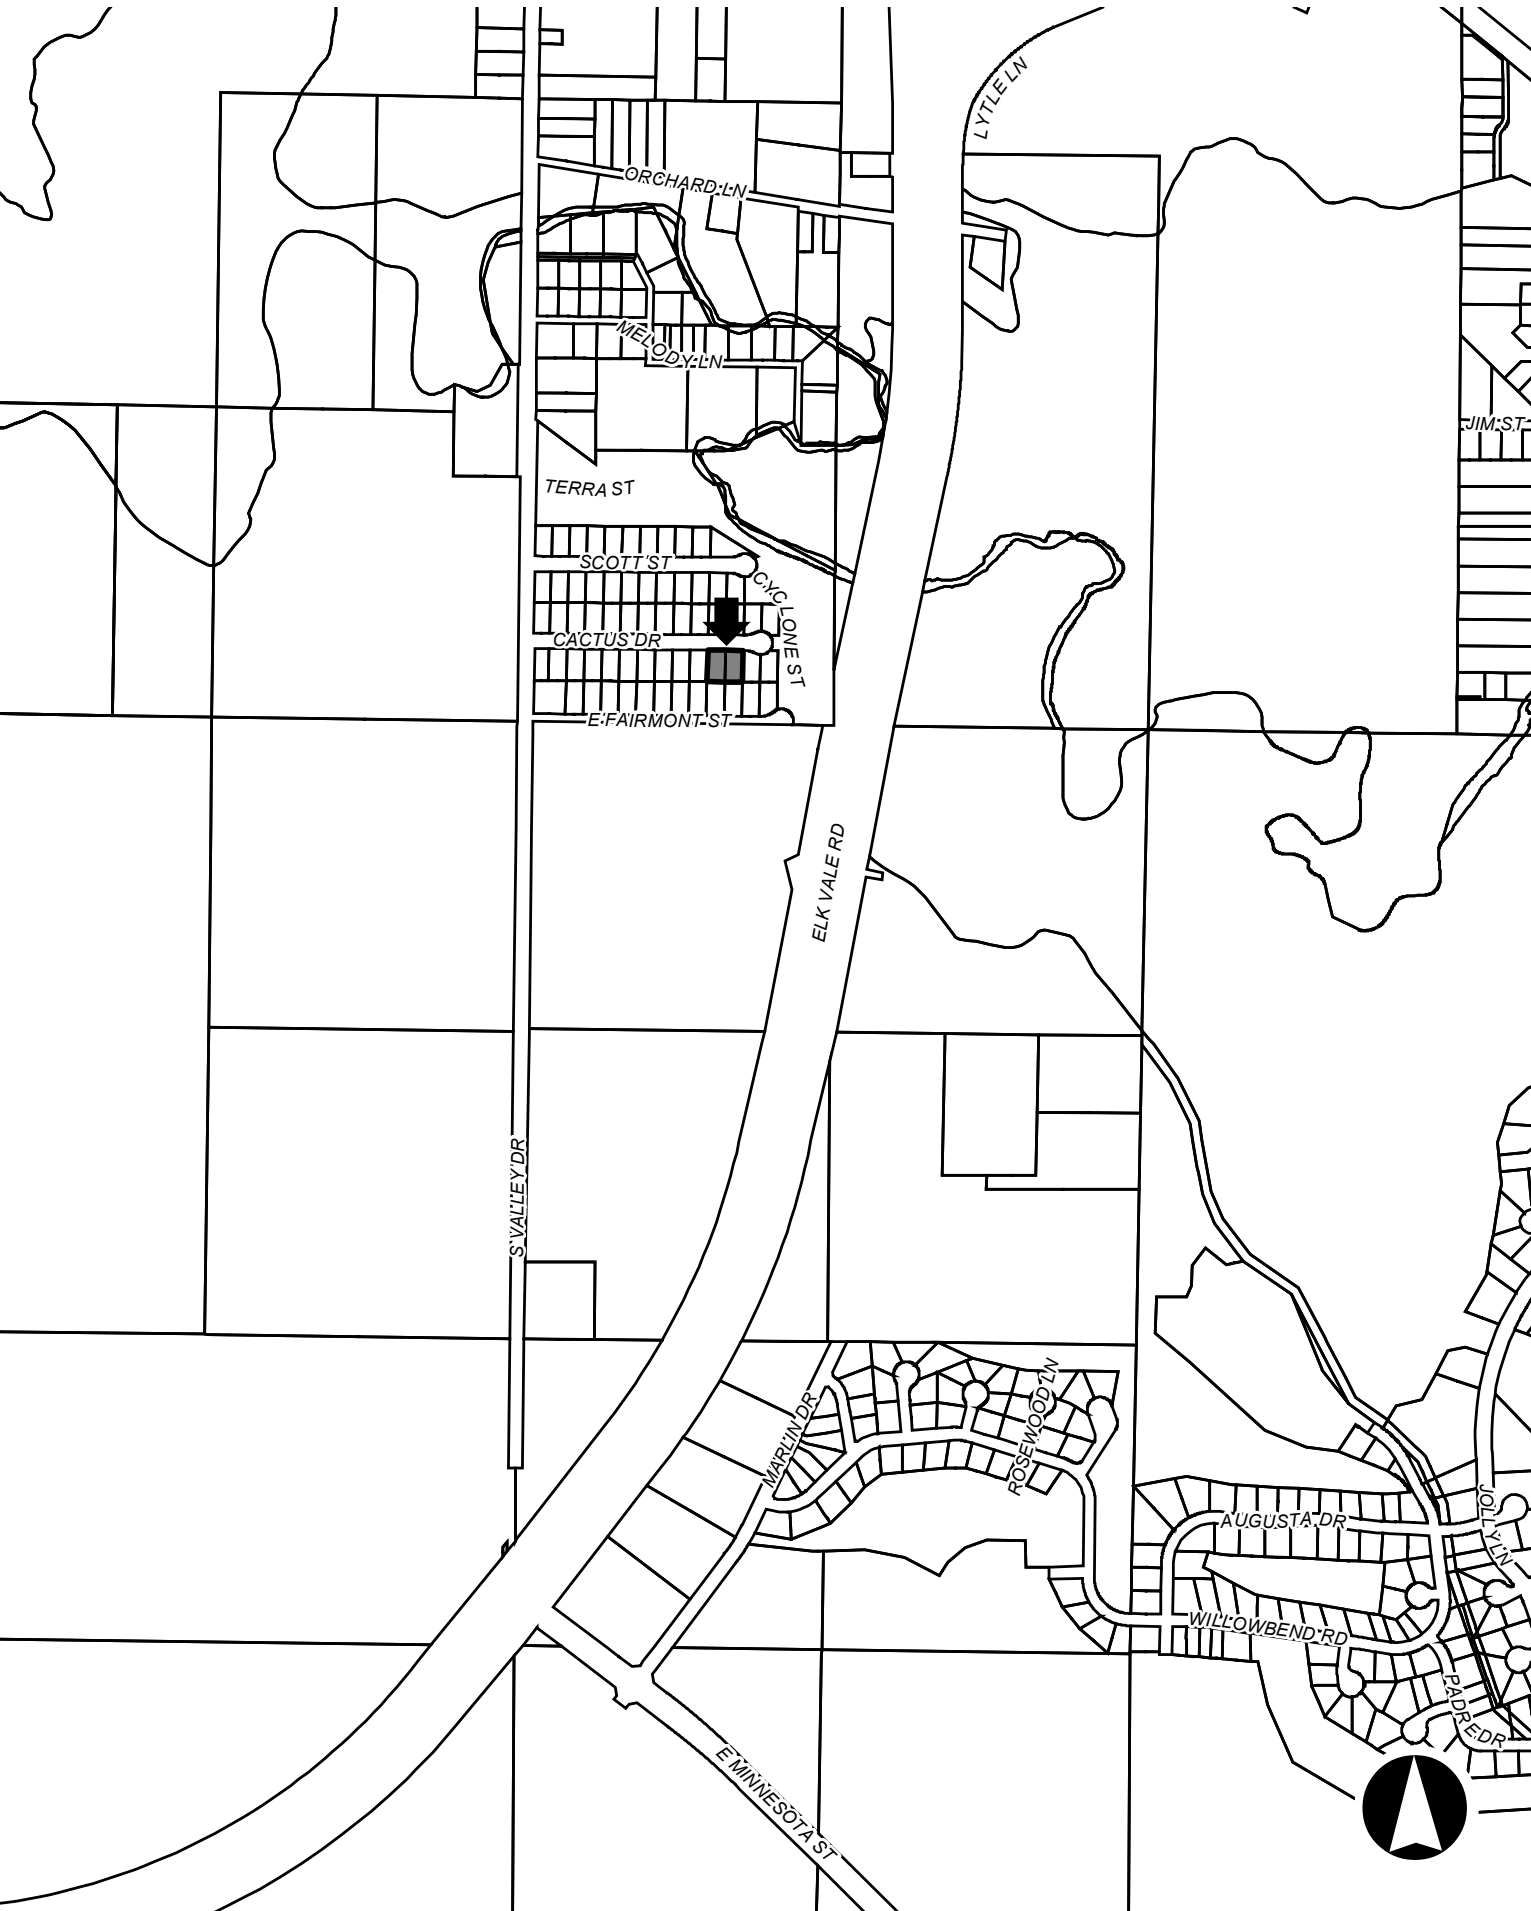 LYTLE LN
ORCHARD LN
MELODY LN
JIM ST
TERRA ST
SCOTT ST
CYCLONE ST
CACTUS DR
E FAIRMONT ST
ELK VALE RD
S VALLEY DR
MARLIN DR
ROSEWOOD LN
AUGUSTA DR
JOLLY LN
WILLOWBEND RD
PADRE DR
E MINNESOTA ST